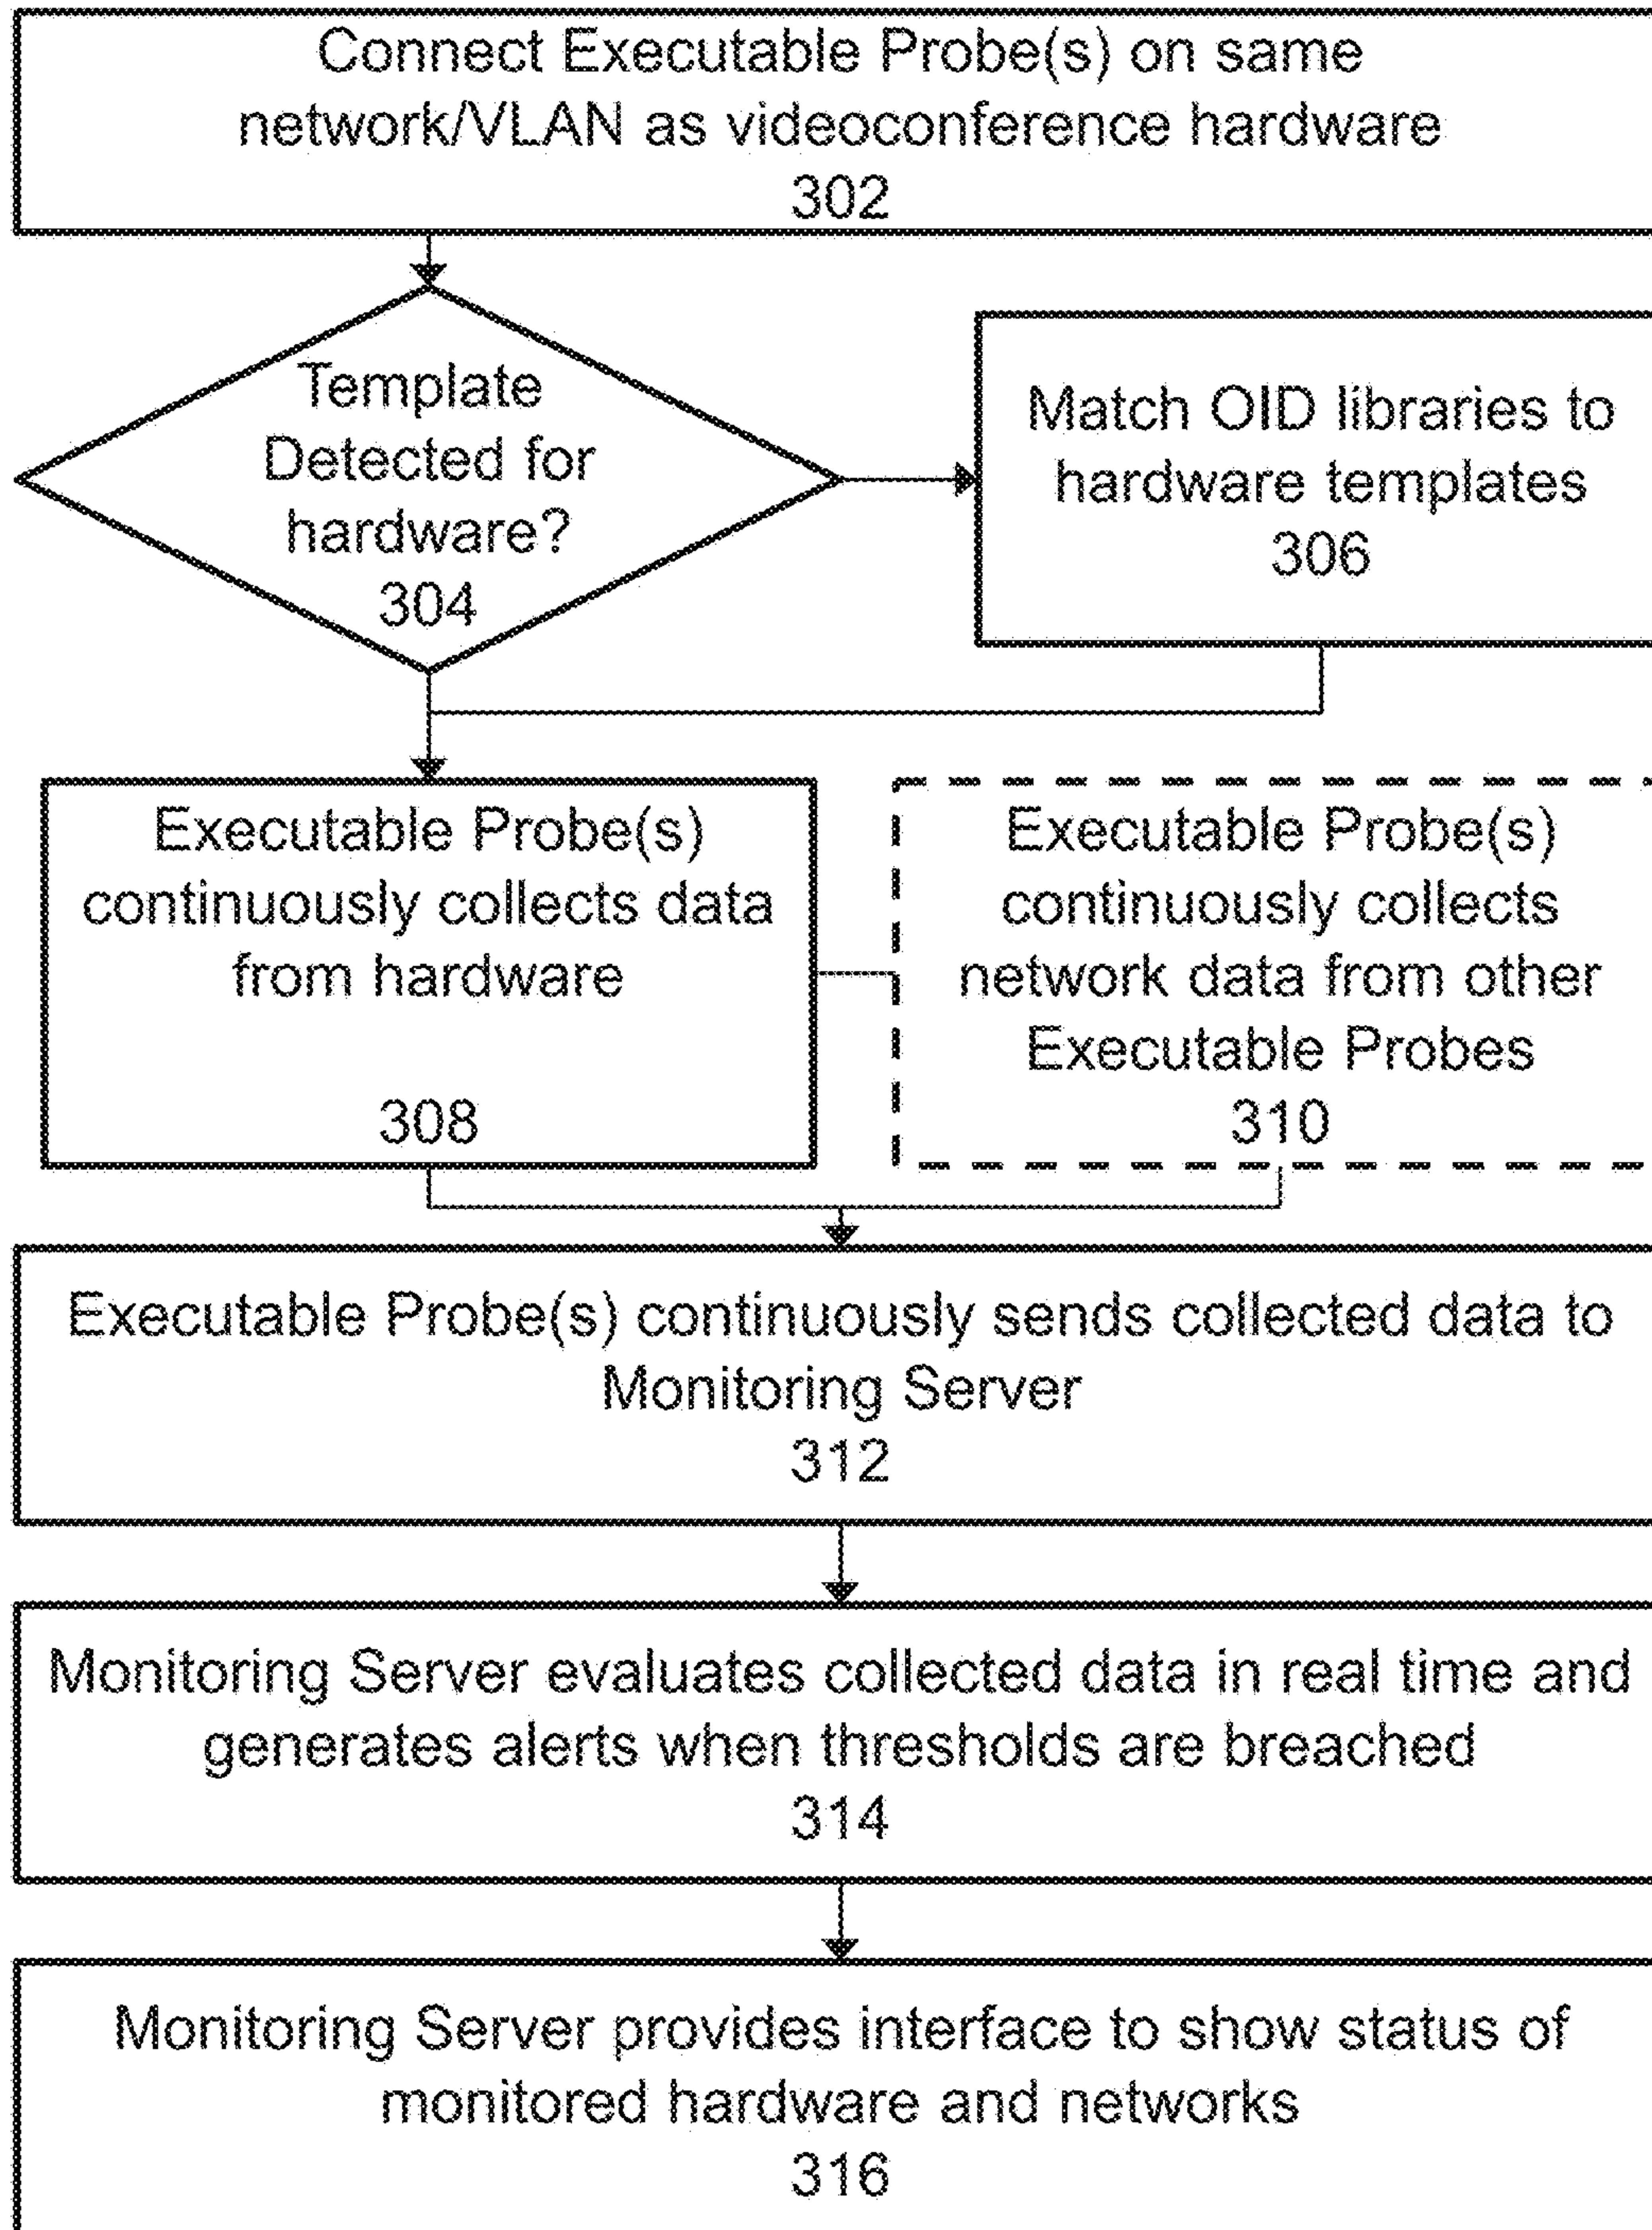 Connect Executable Probe(s) on same
network/VLAN as videoconference hardware
302
Template
Detected for
hardware?
304
Match OID libraries to
hardware templates
306
Executable Probe(s)
continuously collects data
from hardware
308
Executable Probe(s)
continuously collects
network data from other
Executable Probes
310
Executable Probe(s) continuously sends collected data to
Monitoring Server
312
Monitoring Server evaluates collected data in real time and
generates alerts when thresholds are breached
314
Monitoring Server provides interface to show status of
monitored hardware and networks
316